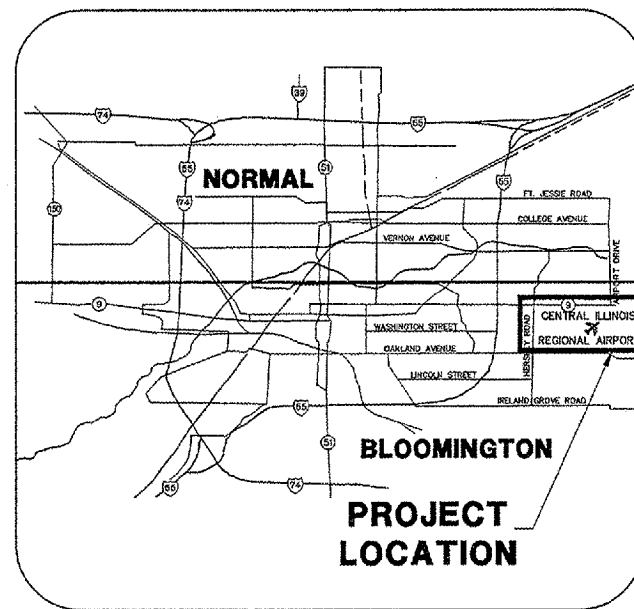 39
74
55
55
51
NORMAL
55
74
150
FT. JESSIE ROAD
COLLEGE AVENUE
VERNON AVENUE
AIRPORT DRIVE
9
9
CENTRAL ILLINOIS
REGIONAL AIRPORT
WASHINGTON STREET
OAKLAND AVENUE
HERSHEY ROAD
LINCOLN STREET
IRELAND GROVE ROAD
55
51
BLOOMINGTON
55
74
PROJECT
LOCATION